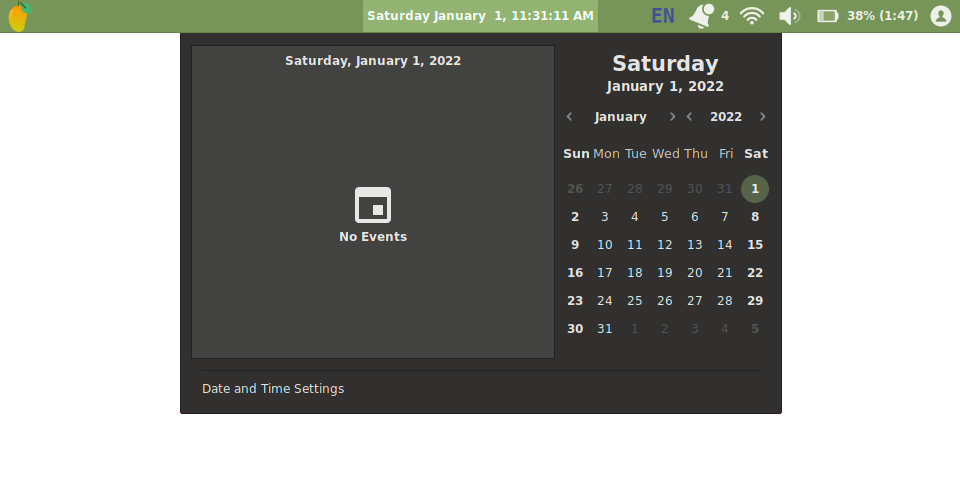 Saturday January  1, 11:31:11 AM
EN
4
38% (1:47)
Saturday, January 1, 2022
No Events
Saturday
January 1, 2022
January 2022
Sun Mon Tue Wed Thu Fri Sat
26 27 28 29 30 31 1
2 3 4 5 6 7 8
9 10 11 12 13 14 15
16 17 18 19 20 21 22
23 24 25 26 27 28 29
30 31 1 2 3 4 5
Date and Time Settings